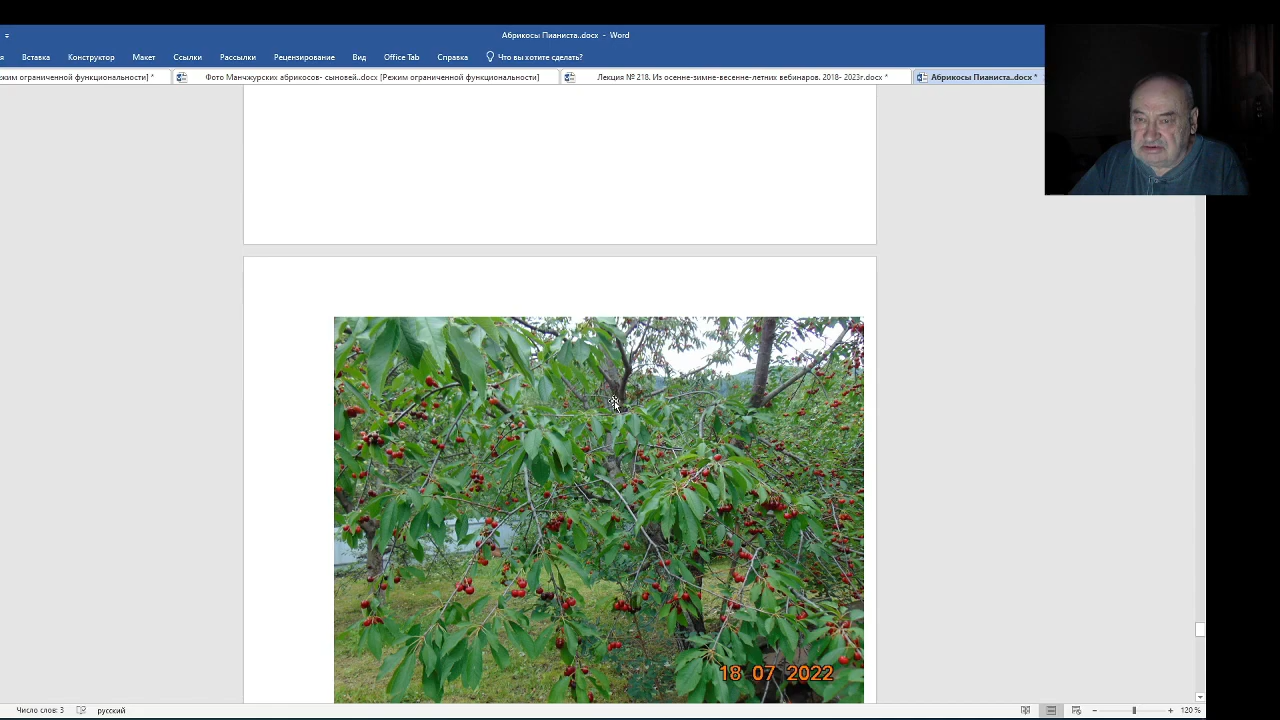 Абрикосы Пианиста..docx - Word
я Вставка Конструктор Макет Ссылки Рассылки Рецензирование Вид Office Tab Справка Что вы хотите сделать?
жим ограниченной функциональности] * Фото Манчжурских абрикосов- сыновей..docx [Режим ограниченной функциональности] Лекция № 218. Из осенне-зимне-весенне-летних вебинаров. 2018- 2023г.docx * Абрикосы Пианиста..docx *
18 07 2022
Число слов: 3 русский 120 %